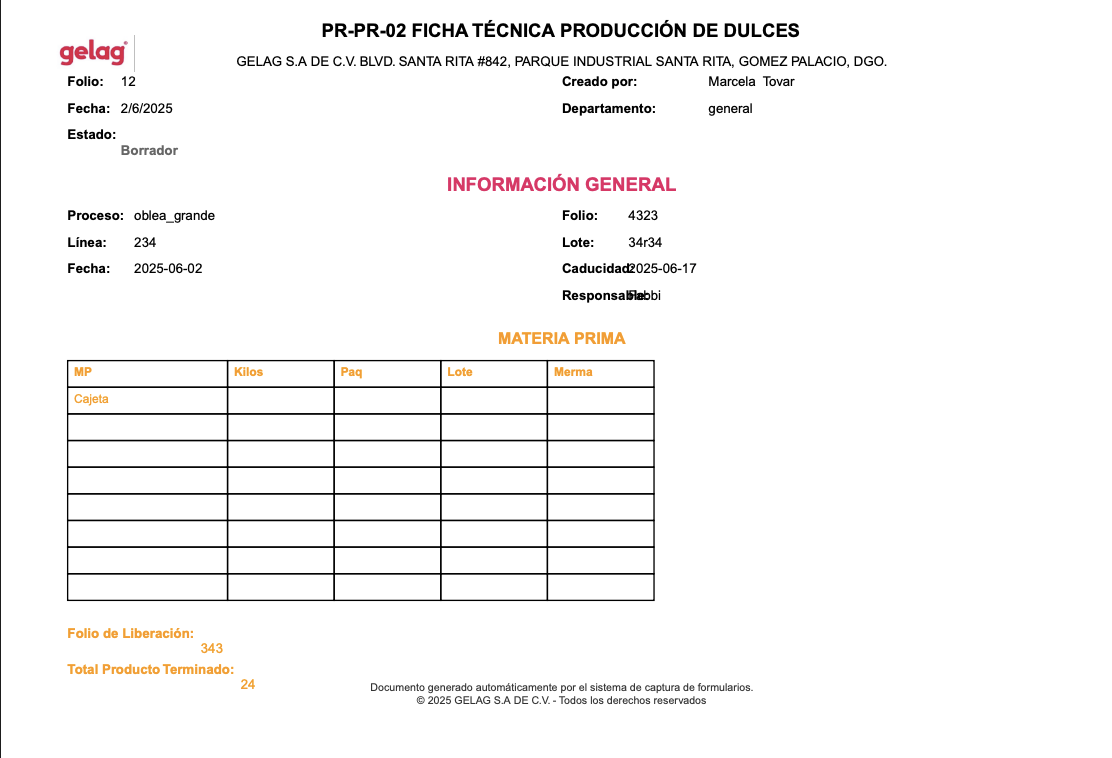 PR-PR-02 FICHA TÉCNICA PRODUCCIÓN DE DULCES
gelag
GELAG S.A DE C.V. BLVD. SANTA RITA #842, PARQUE INDUSTRIAL SANTA RITA, GOMEZ PALACIO, DGO.
Folio: 12 Creado por: Marcela Tovar
Fecha: 2/6/2025 Departamento: general
Estado:
Borrador
INFORMACIÓN GENERAL
Proceso: oblea_grande Folio: 4323
Línea: 234 Lote: 34r34
Fecha: 2025-06-02 Caducidad: 2025-06-17
Responsable:
MATERIA PRIMA
MP Kilos Paq Lote Merma
Cajeta
Folio de Liberación:
343
Total Producto Terminado:
24
Documento generado automáticamente por el sistema de captura de formularios.
© 2025 GELAG S.A DE C.V. - Todos los derechos reservados